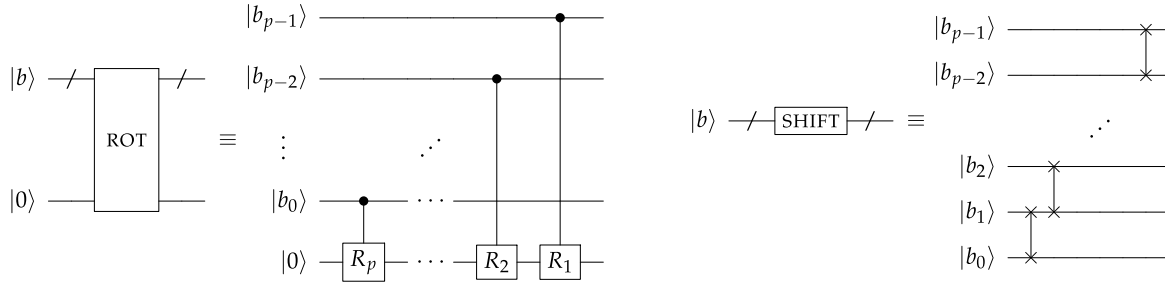 |b⟩ ROT |0⟩ ≡
|b_{p−1}⟩
|b_{p−2}⟩
⋮ ⋰
|b_0⟩ ···
|0⟩ R_p ··· R_2 R_1
|b⟩ SHIFT ≡
|b_{p−1}⟩
|b_{p−2}⟩
⋰
|b_2⟩
|b_1⟩
|b_0⟩